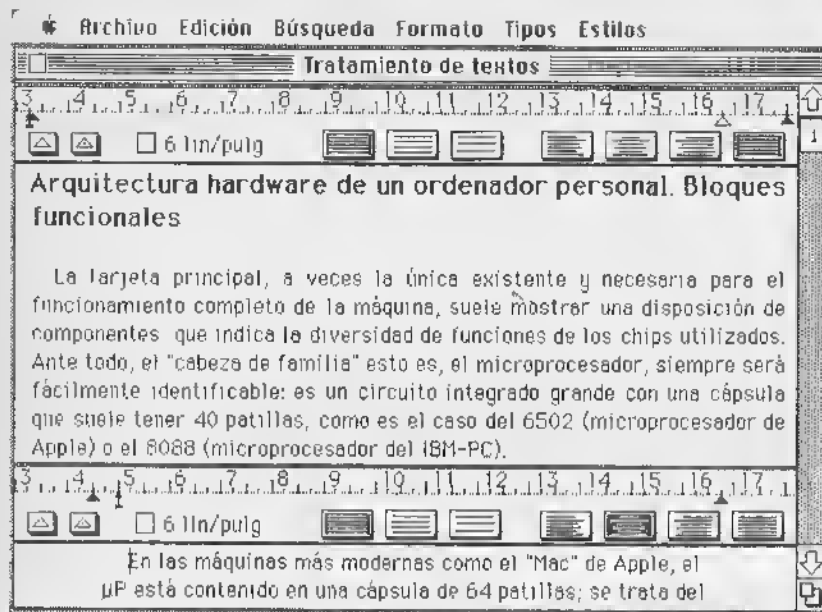 Archivo Edición Búsqueda Formato Tipos Estilos
Tratamiento de textos
3 4 5 6 7 8 9 10 11 12 13 14 15 16 17
6 lin/pulg
1
Arquitectura hardware de un ordenador personal. Bloques
funcionales
La tarjeta principal, a veces la única existente y necesaria para el
funcionamiento completo de la máquina, suele mostrar una disposición de
componentes que indica la diversidad de funciones de los chips utilizados.
Ante todo, el "cabeza de familia" esto es, el microprocesador, siempre será
fácilmente identificable: es un circuito integrado grande con una cápsula
que suele tener 40 patillas, como es el caso del 6502 (microprocesador de
Apple) o el 8088 (microprocesador del IBM-PC).
3 4 5 6 7 8 9 10 11 12 13 14 15 16 17
6 lin/pulg
En las máquinas más modernas como el "Mac" de Apple, el
µP está contenido en una cápsula de 64 patillas; se trata del